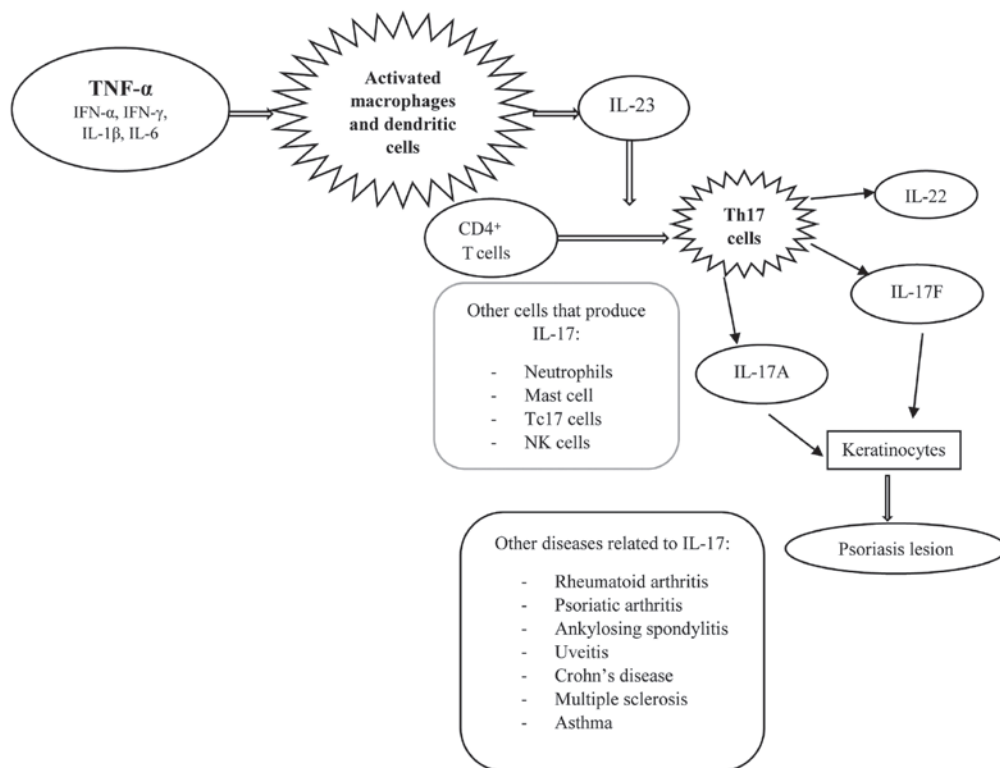 TNF-α
IFN-α, IFN-γ,
IL-1β, IL-6
Activated
macrophages
and dendritic
cells
IL-23
CD4⁺
T cells
Th17
cells
IL-22
IL-17F
IL-17A
Keratinocytes
Psoriasis lesion
Other cells that produce
IL-17:
- Neutrophils
- Mast cell
- Tc17 cells
- NK cells
Other diseases related to IL-17:
- Rheumatoid arthritis
- Psoriatic arthritis
- Ankylosing spondylitis
- Uveitis
- Crohn’s disease
- Multiple sclerosis
- Asthma